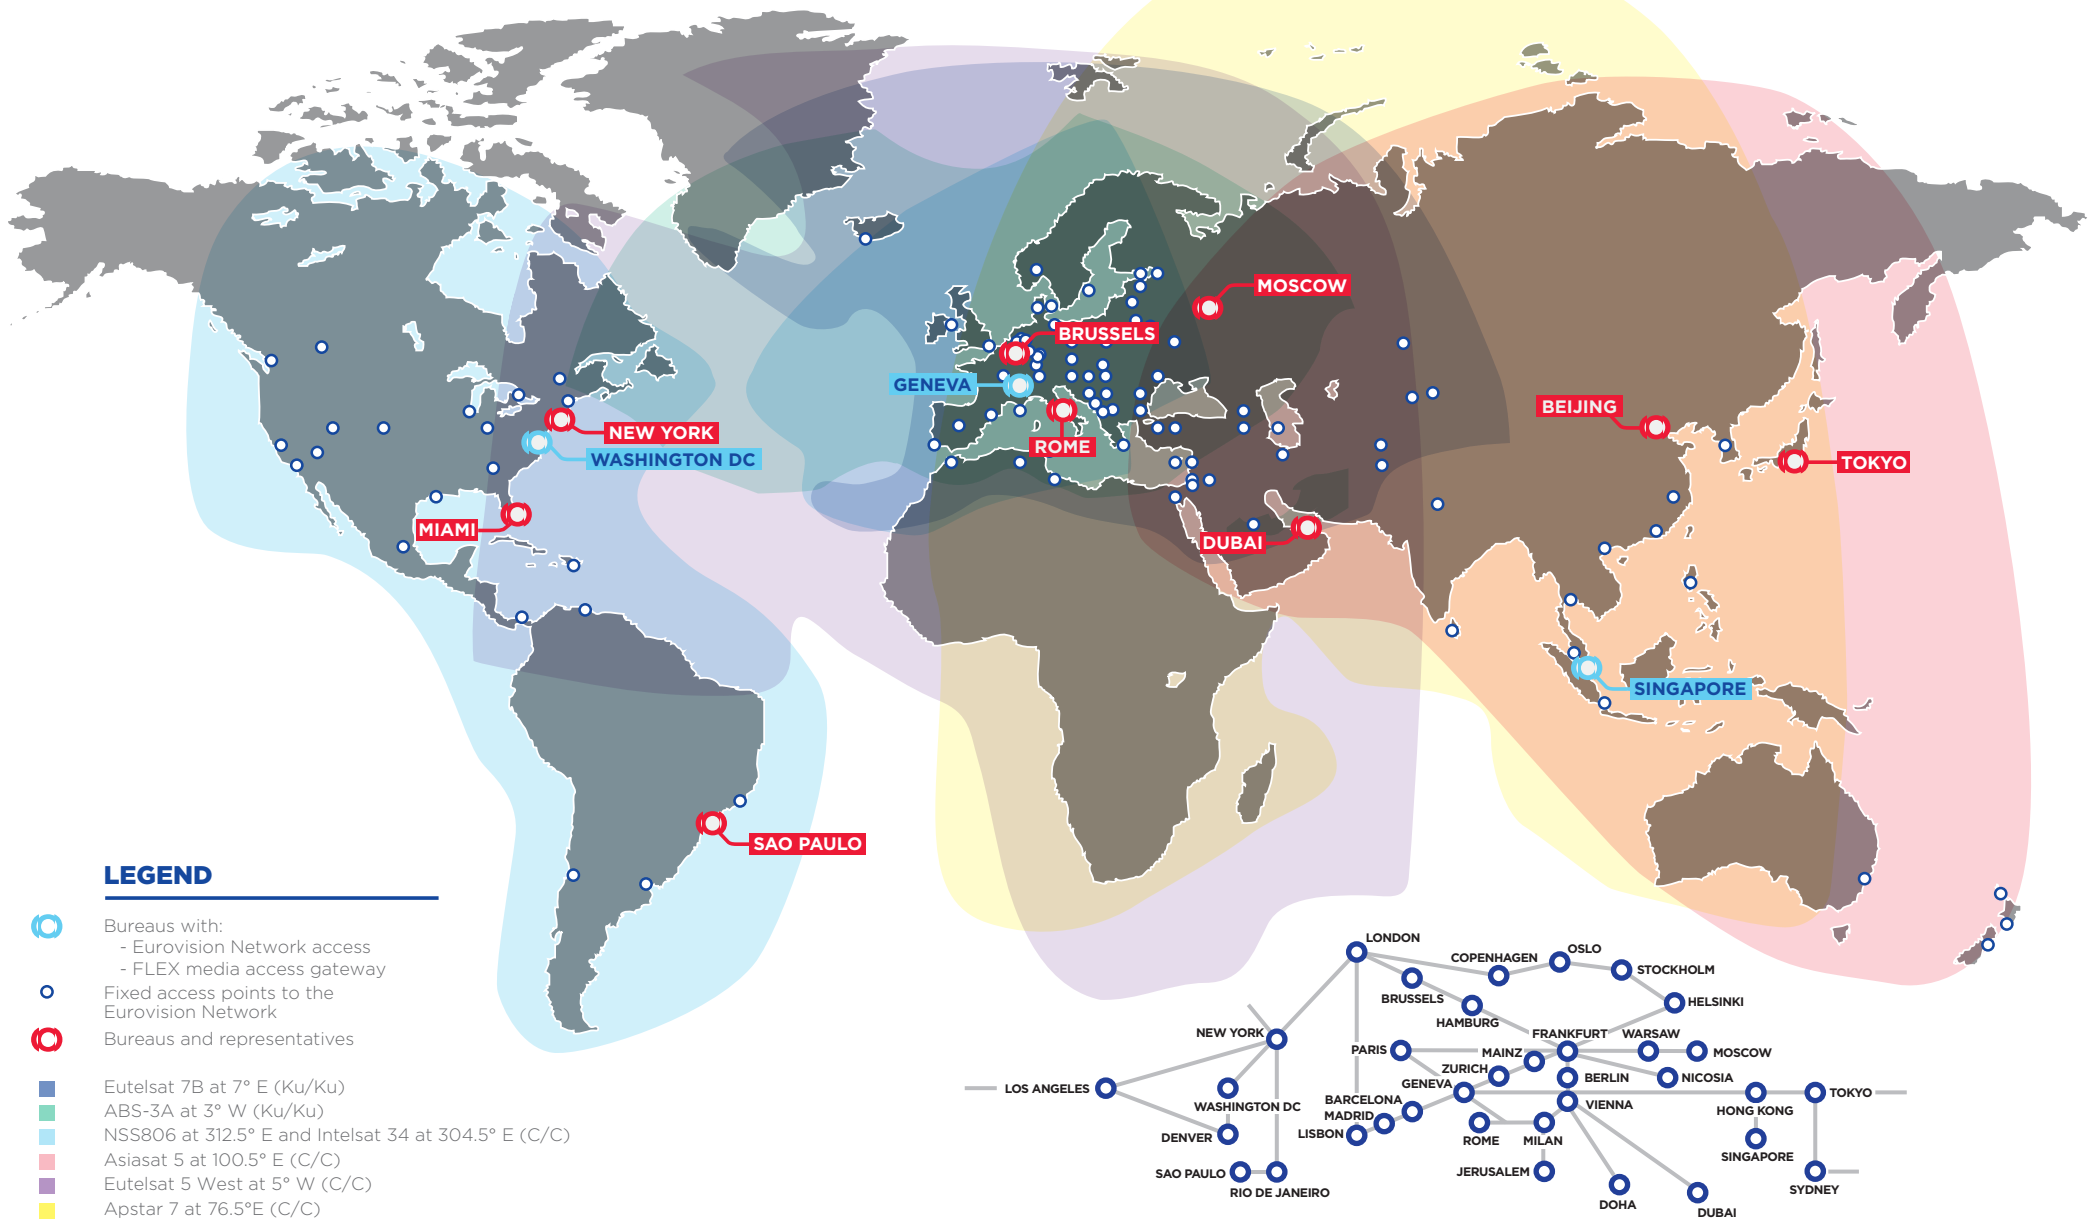 MOSCOW
BRUSSELS
GENEVA
ROME
NEW YORK
WASHINGTON DC
MIAMI
DUBAI
BEIJING
TOKYO
SINGAPORE
SAO PAULO
LEGEND
Bureaus with:
- Eurovision Network access
- FLEX media access gateway
Fixed access points to the
Eurovision Network
Bureaus and representatives
Eutelsat 7B at 7° E (Ku/Ku)
ABS-3A at 3° W (Ku/Ku)
NSS806 at 312.5° E and Intelsat 34 at 304.5° E (C/C)
Asiasat 5 at 100.5° E (C/C)
Eutelsat 5 West at 5° W (C/C)
Apstar 7 at 76.5°E (C/C)
LONDON
COPENHAGEN
OSLO
STOCKHOLM
BRUSSELS
HELSINKI
HAMBURG
NEW YORK
FRANKFURT
WARSAW
PARIS
MAINZ
MOSCOW
ZURICH
LOS ANGELES
GENEVA
BERLIN
NICOSIA
TOKYO
WASHINGTON DC
BARCELONA
VIENNA
HONG KONG
MADRID
DENVER
LISBON
ROME
MILAN
SINGAPORE
SAO PAULO
JERUSALEM
RIO DE JANEIRO
SYDNEY
DOHA
DUBAI